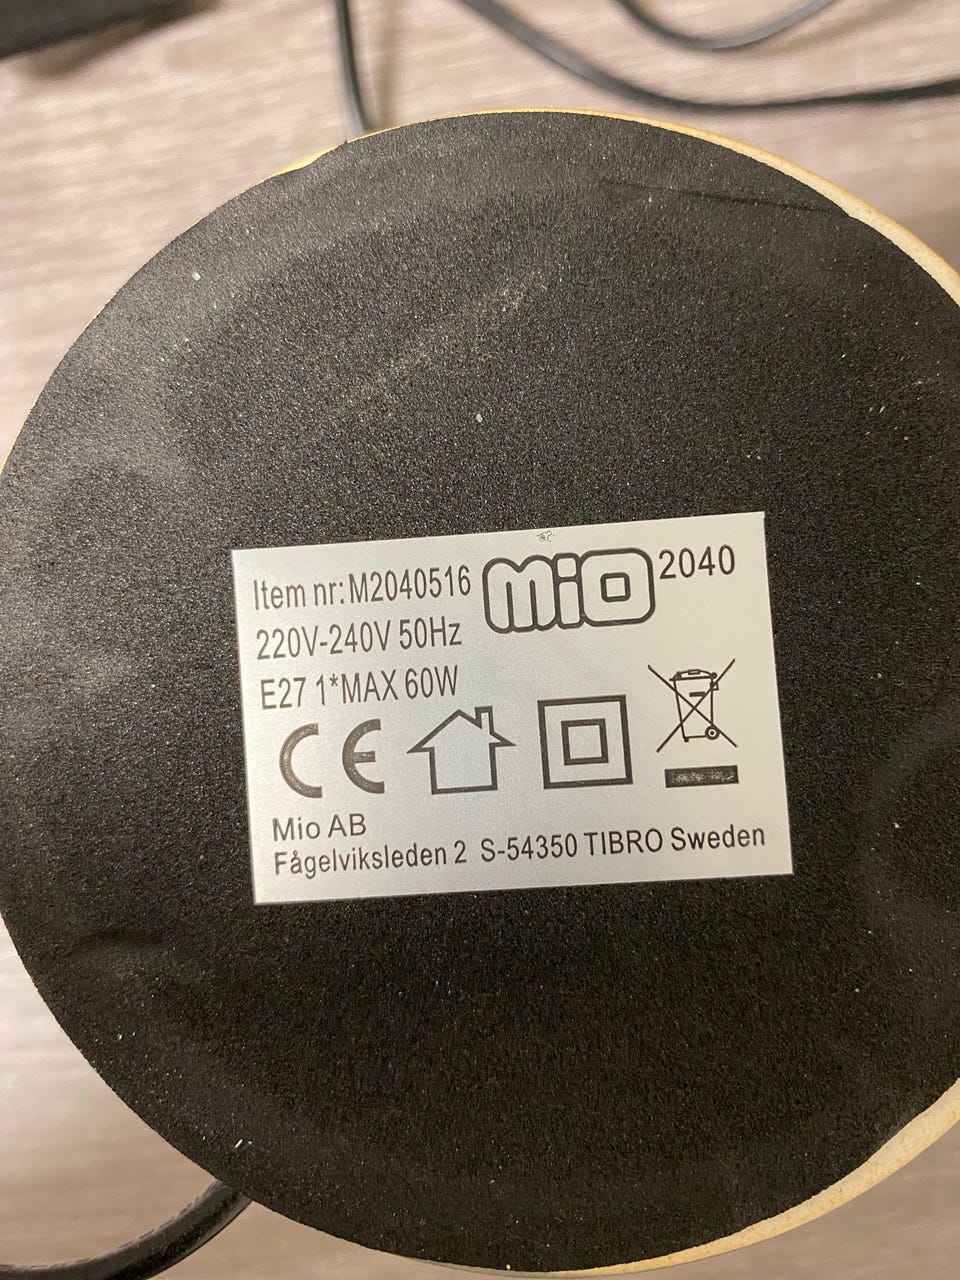 Item nr: M2040516 mio 2040
220V-240V 50Hz
E27 1*MAX 60W
CE
Mio AB
Fågelviksleden 2 S-54350 TIBRO Sweden